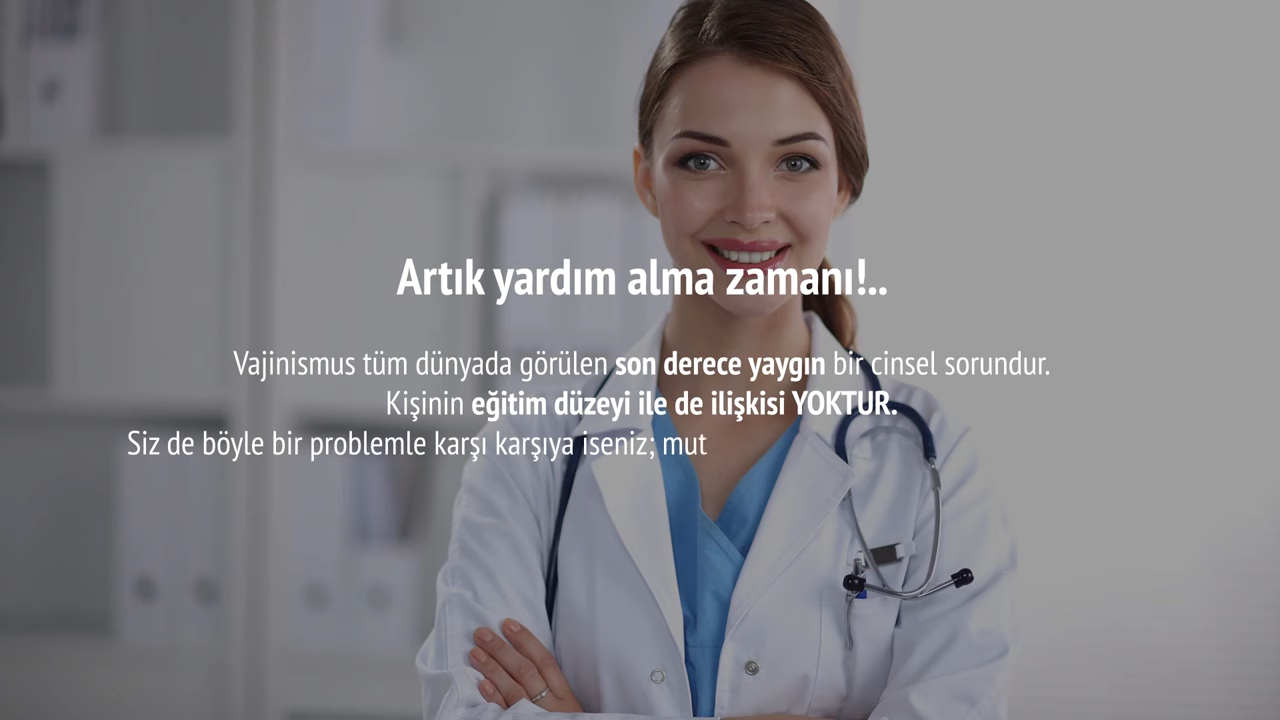 Artık yardım alma zamanı!..
Vajinismus tüm dünyada görülen son derece yaygın bir cinsel sorundur.
Kişinin eğitim düzeyi ile de ilişkisi YOKTUR.
Siz de böyle bir problemle karşı karşıya iseniz; mut